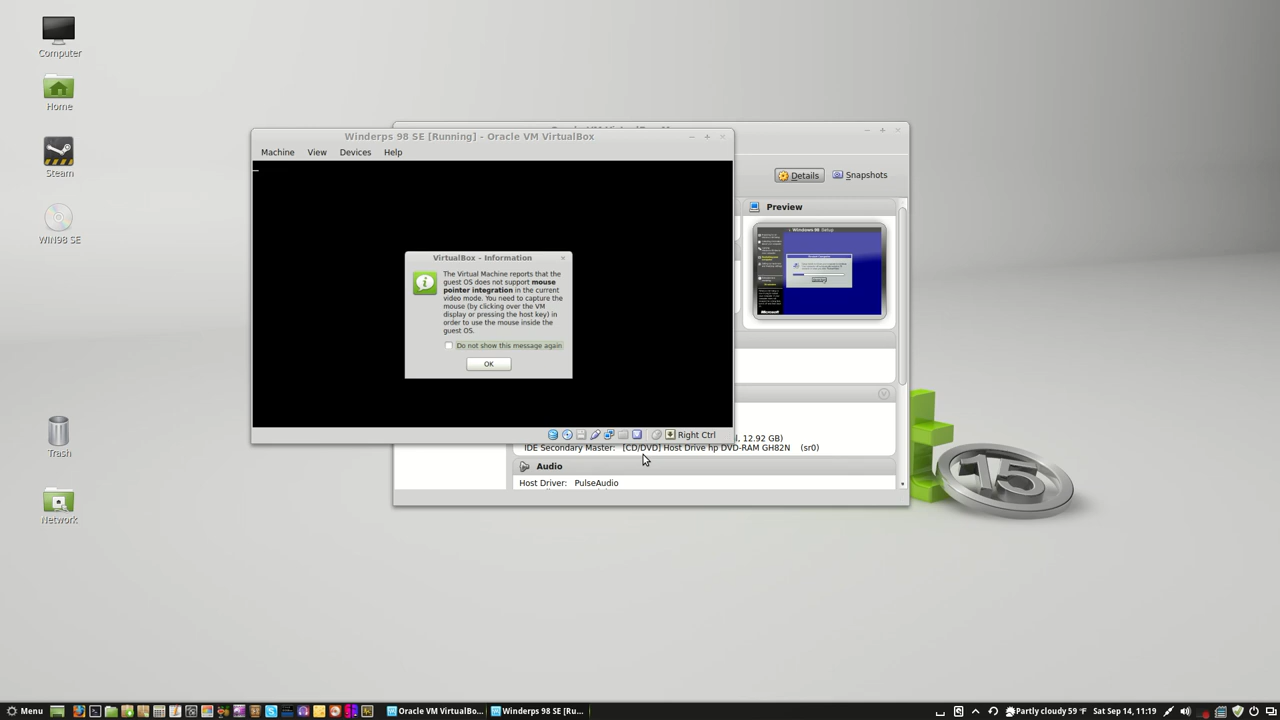 Computer
Home
Steam
WIN98 SE
Trash
Network
Winderps 98 SE [Running] - Oracle VM VirtualBox
Machine View Devices Help
VirtualBox - Information
The Virtual Machine reports that the
guest OS does not support mouse
pointer integration in the current
video mode. You need to capture the
mouse (by clicking over the VM
display or pressing the host key) in
order to use the mouse inside the
guest OS.
Do not show this message again
OK
Right Ctrl
Details Snapshots
Preview
Windows 98 Setup
Microsoft
l, 12.92 GB)
IDE Secondary Master: [CD/DVD] Host Drive hp DVD-RAM GH82N (sr0)
Audio
Host Driver: PulseAudio
15
Menu
Oracle VM VirtualBo...
Winderps 98 SE [Ru...
Partly cloudy 59 °F Sat Sep 14, 11:19